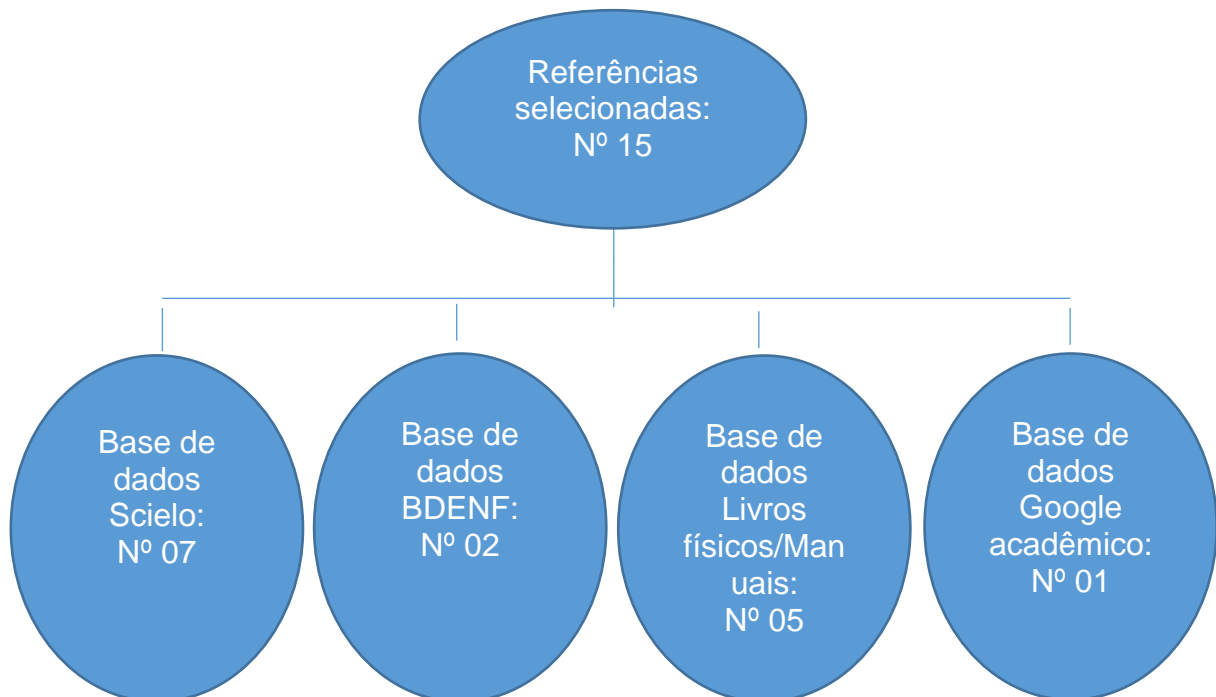 Referências
selecionadas:
Nº 15
Base de
dados
Scielo:
Nº 07
Base de
dados
BDENF:
Nº 02
Base de
dados
Livros
físicos/Man
uais:
Nº 05
Base de
dados
Google
acadêmico:
Nº 01